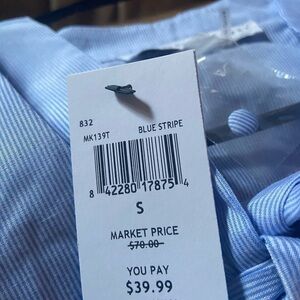 832
MK139T BLUE STRIPE
8 42280 17875 4
S
MARKET PRICE
$70.00
YOU PAY
$39.99